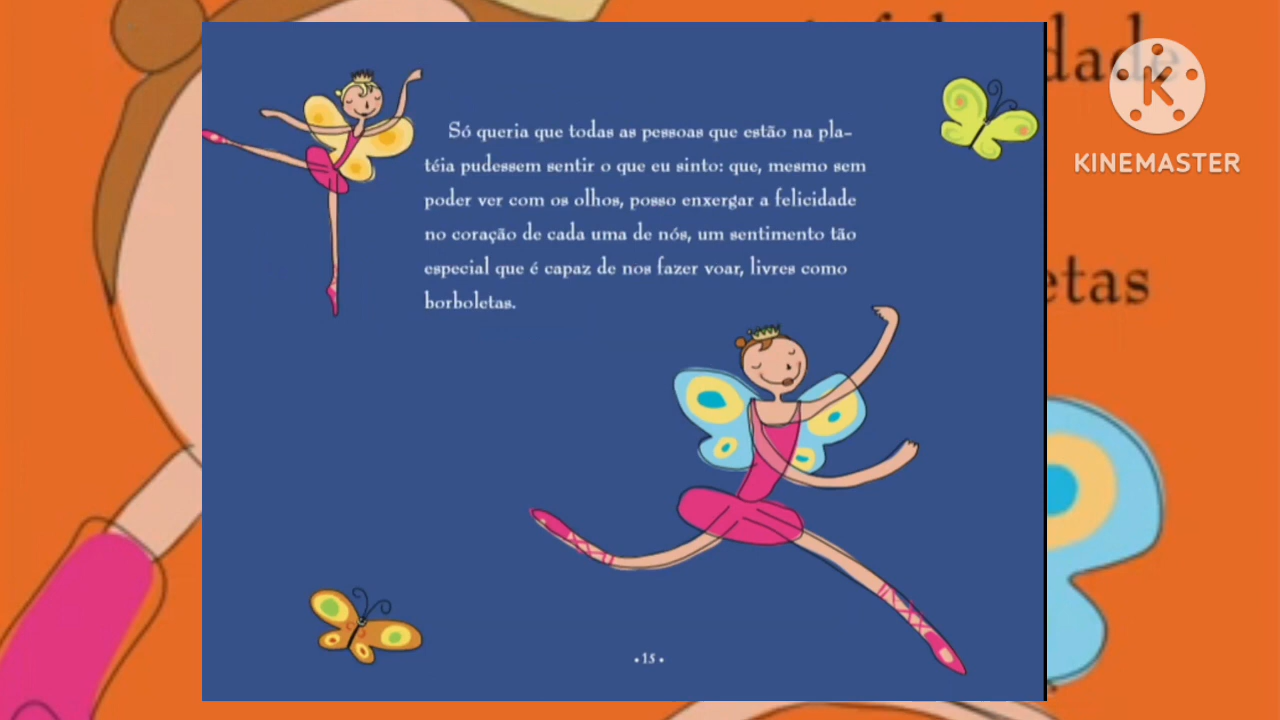 Só queria que todas as pessoas que estão na pla-
téia pudessem sentir o que eu sinto: que, mesmo sem
poder ver com os olhos, posso enxergar a felicidade
no coração de cada uma de nós, um sentimento tão
especial que é capaz de nos fazer voar, livres como
borboletas.
• 15 •
dade
KINEMASTER
etas